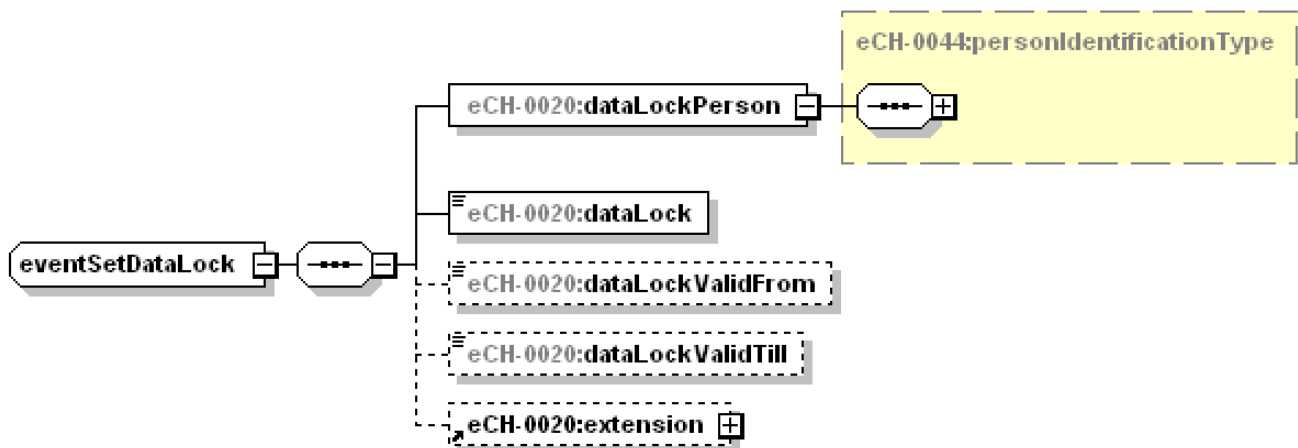 eCH-0044:personIdentificationType
eCH-0020:dataLockPerson
eCH-0020:dataLock
eventSetDataLock
eCH-0020:dataLockValidFrom
eCH-0020:dataLockValidTill
eCH-0020:extension